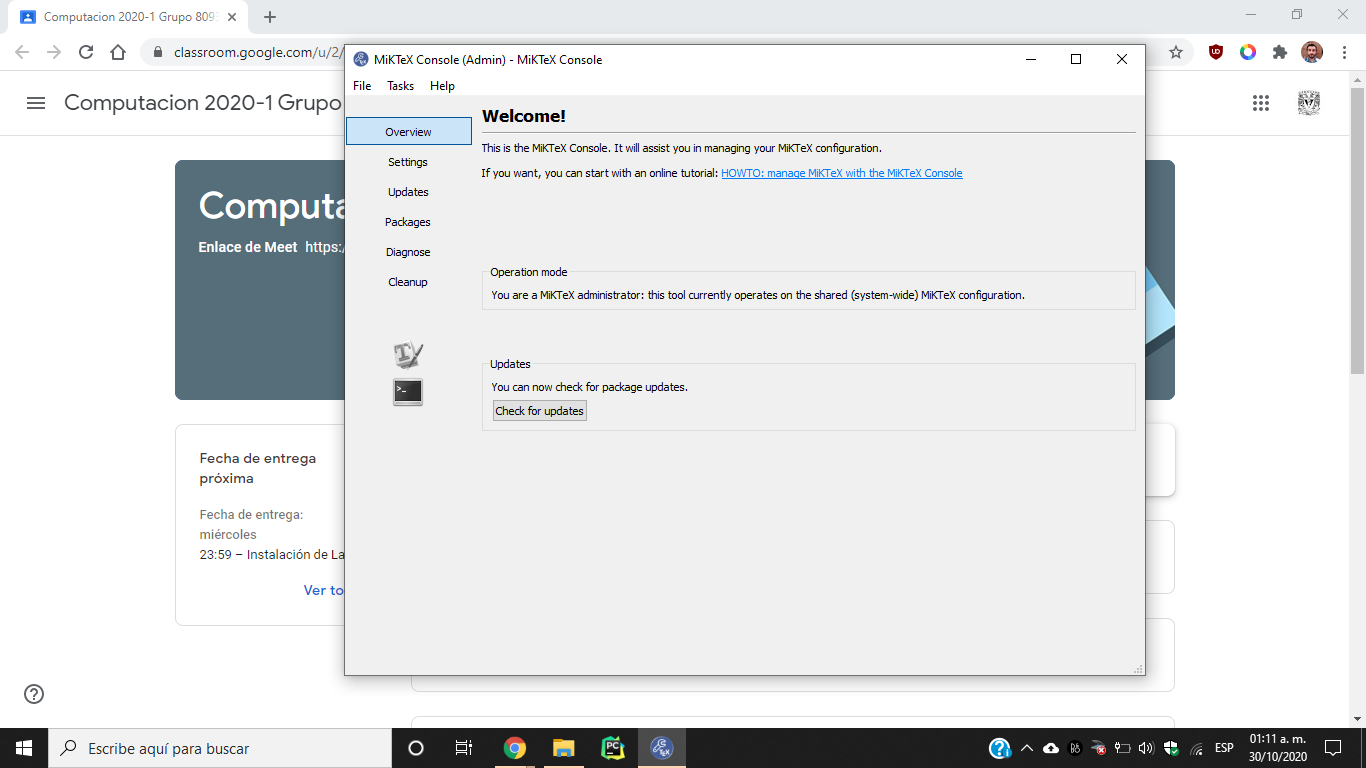 Computacion 2020-1 Grupo 809
classroom.google.com/u/2/
MiKTeX Console (Admin) - MiKTeX Console
File Tasks Help
Computacion 2020-1 Grupo
Overview
Settings
Updates
Packages
Diagnose
Cleanup
Welcome!
This is the MiKTeX Console. It will assist you in managing your MiKTeX configuration.
If you want, you can start with an online tutorial: HOWTO: manage MiKTeX with the MiKTeX Console
Operation mode
You are a MiKTeX administrator: this tool currently operates on the shared (system-wide) MiKTeX configuration.
Updates
You can now check for package updates.
Check for updates
Computa
Enlace de Meet https:/
Fecha de entrega
próxima
Fecha de entrega:
miércoles
23:59 – Instalación de La
Ver to
Escribe aquí para buscar
ESP
01:11 a. m.
30/10/2020